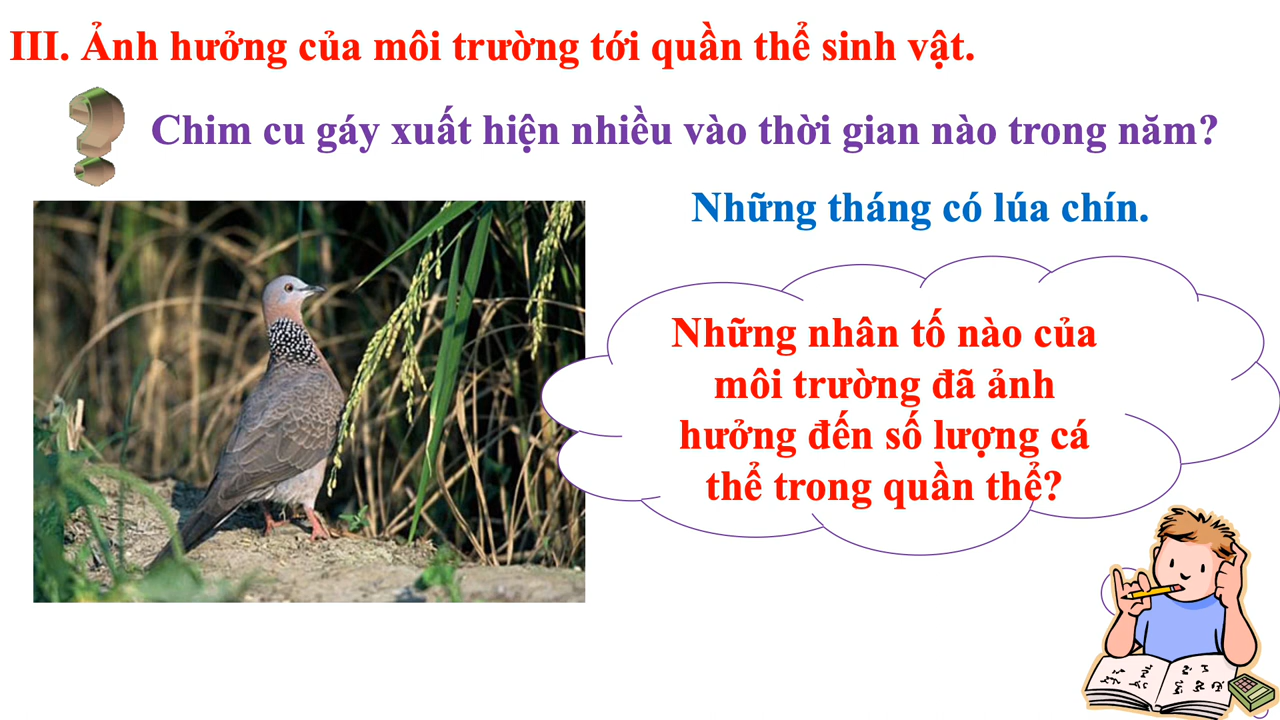 III. Ảnh hưởng của môi trường tới quần thể sinh vật.
Chim cu gáy xuất hiện nhiều vào thời gian nào trong năm?
Những tháng có lúa chín.
Những nhân tố nào của
môi trường đã ảnh
hưởng đến số lượng cá
thể trong quần thể?